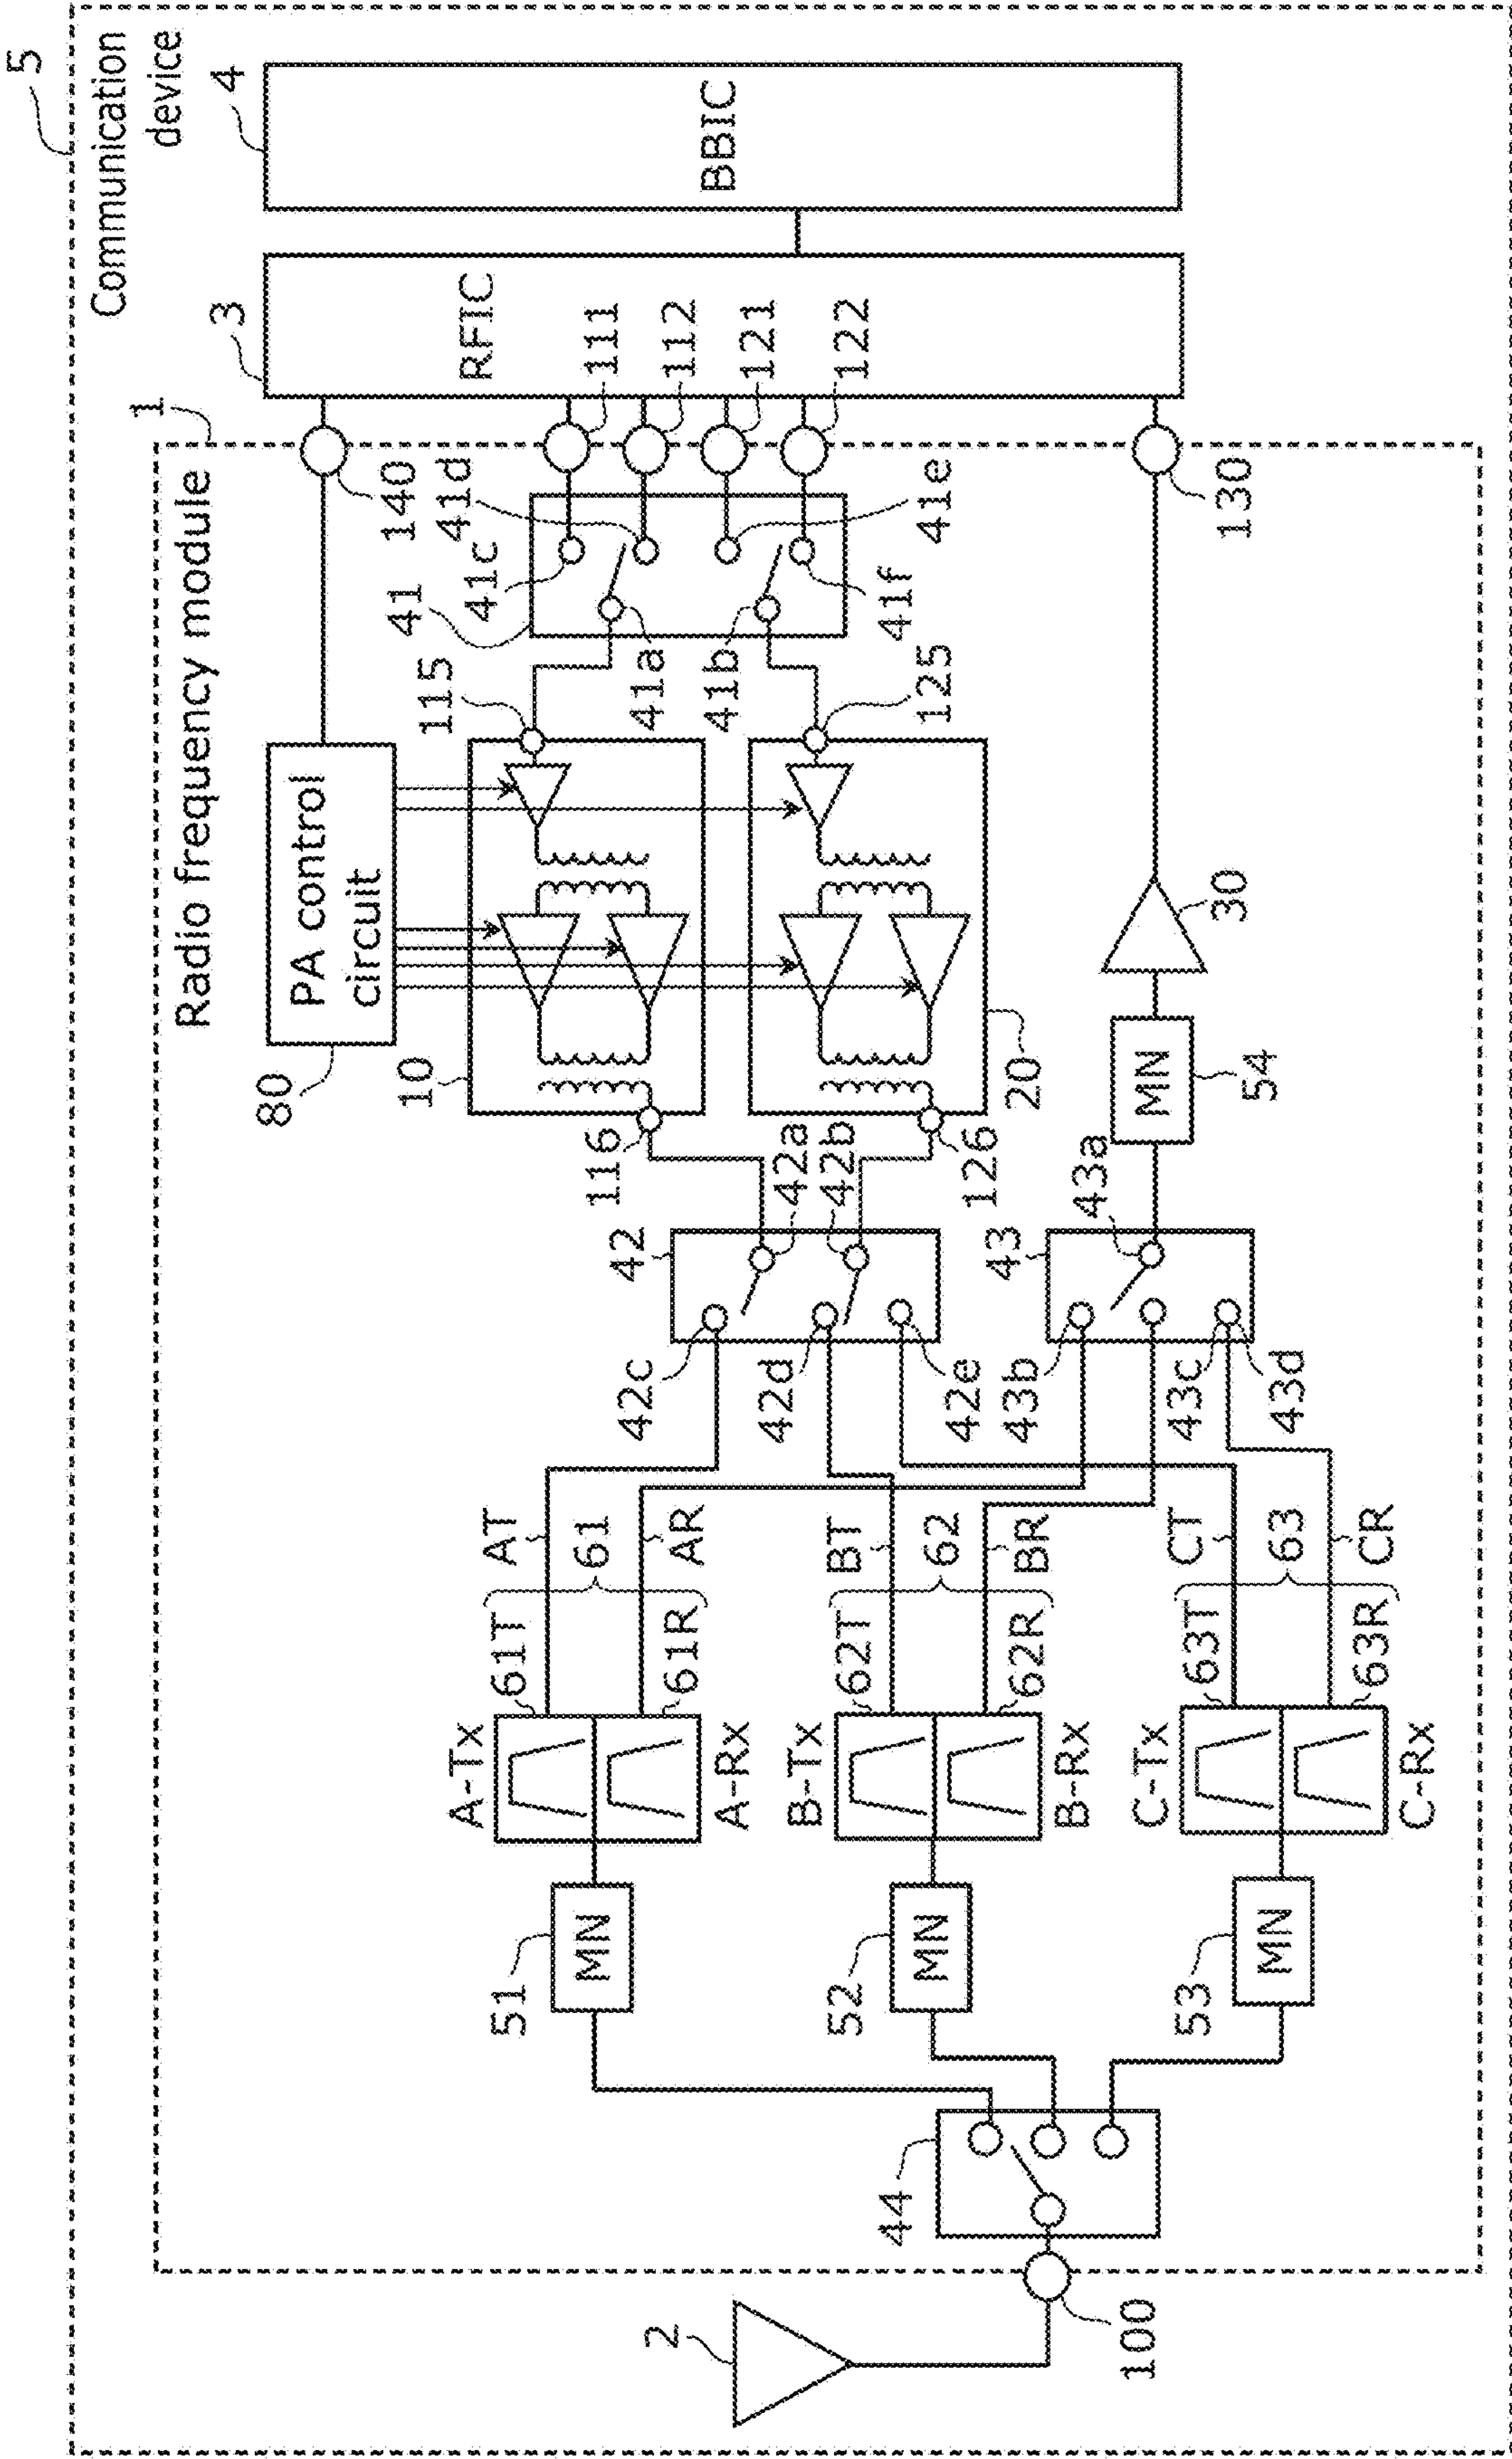 5
Communication
device
1
Radio frequency module
4
BBIC
3
RFIC
140
111
112
121
122
130
41
41c
41d
41e
41f
41a
41b
PA control
circuit
80
115
10
116
125
20
126
30
MN
54
42
42a
42b
42c
42d
42e
43
43a
43b
43c
43d
AT
61
AR
BT
62
BR
CT
63
CR
61T
61R
62T
62R
63T
63R
A-Tx
A-Rx
B-Tx
B-Rx
C-Tx
C-Rx
51
MN
52
MN
53
MN
44
2
100